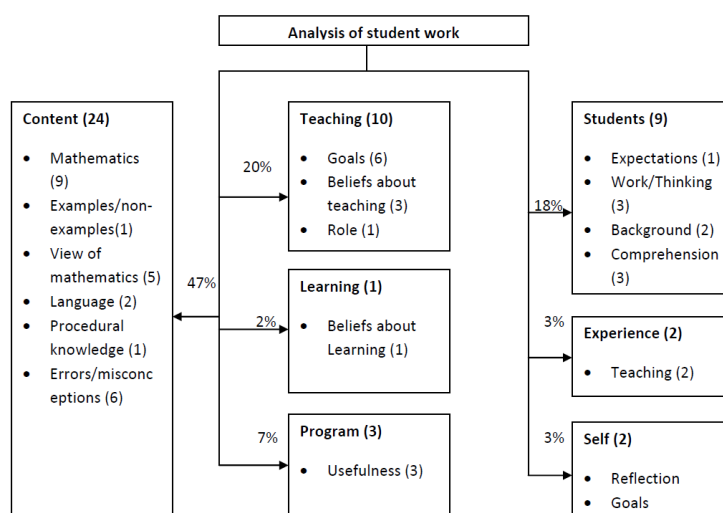 Analysis of student work
Content (24)
• Mathematics
(9)
• Examples/non-
examples(1)
• View of
mathematics (5)
• Language (2)
• Procedural
knowledge (1)
• Errors/misconc
eptions (6)
47%
20%
Teaching (10)
• Goals (6)
• Beliefs about
teaching (3)
• Role (1)
2%
Learning (1)
• Beliefs about
Learning (1)
7%
Program (3)
• Usefulness (3)
18%
Students (9)
• Expectations (1)
• Work/Thinking
(3)
• Background (2)
• Comprehension
(3)
3%
Experience (2)
• Teaching (2)
3%
Self (2)
• Reflection
• Goals